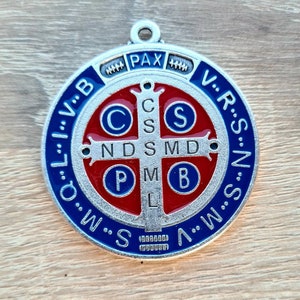 PAX
V·R·S·N·S·M·V··S·M·Q·L·I·V·B
C S
C
S
N D S M D
M
L
P B